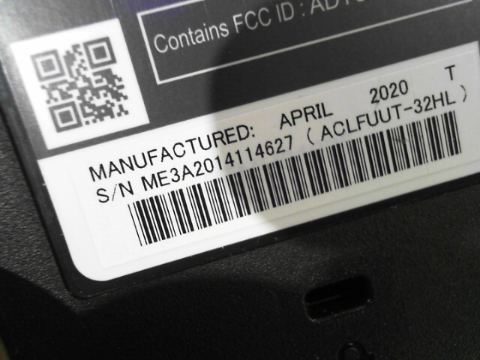 Contains FCC ID :
MANUFACTURED: APRIL 2020 T
S/N ME3A2014114627 ( ACLFUUT-32HL )